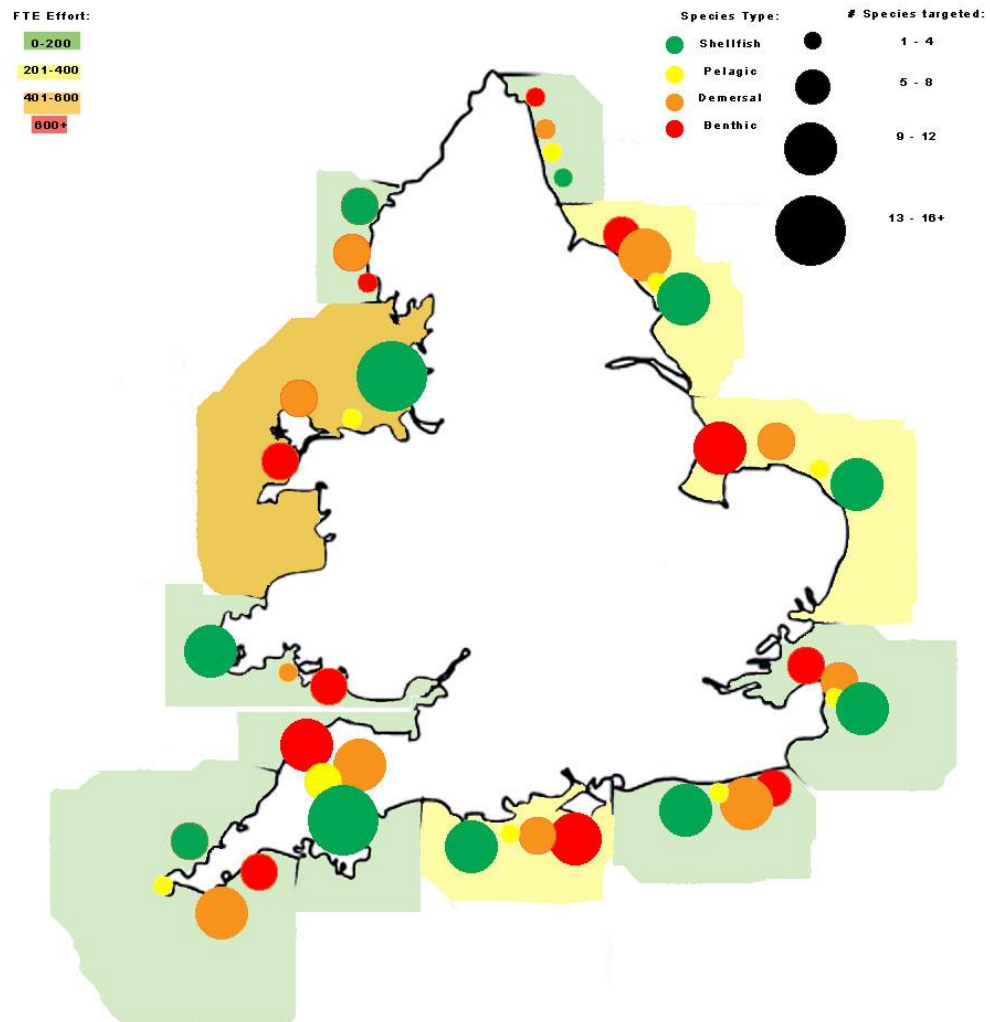 FTE Effort:
0-200
201-400
401-600
600+
Species Type:
Shellfish
Pelagic
Demersal
Benthic
# Species targeted:
1 - 4
5 - 8
9 - 12
13 - 16+